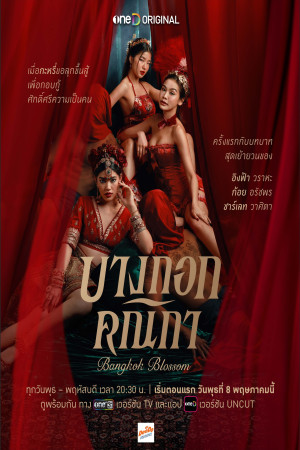 oneD ORIGINAL
เมื่อกะหรี่ขอลุกขึ้นสู้
เพื่อกอบกู้
ศักดิ์ศรีความเป็นคน
ครั้งแรกกับบทบาท
สุดเย้ายวนของ
อิงฟ้า วราหะ
ก้อย อรัชพร
ชาร์เลท วาศิตา
บางกอก
คณิกา
Bangkok Blossom
ทุกวันพุธ - พฤหัสบดี เวลา 20:30 น. | เริ่มตอนแรก วันพุธที่ 8 พฤษภาคมนี้
ดูพร้อมกัน ทาง one31 เวอร์ชัน TV และแอป oneD เวอร์ชัน UNCUT